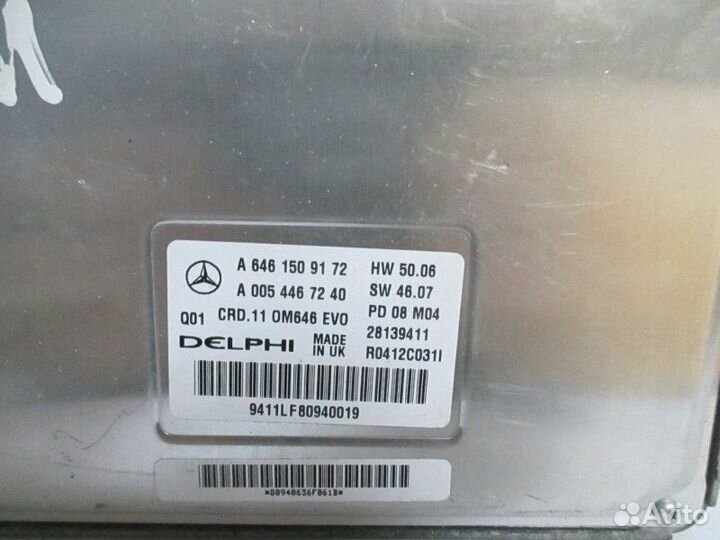 A 646 150 91 72 HW 50.06
A 005 446 72 40 SW 46.07
Q01 CRD.11 OM646 EVO PD 08 M04
DELPHI MADE IN UK 28139411
R0412C031I
9411LF80940019
*80940636F061B*
Avito